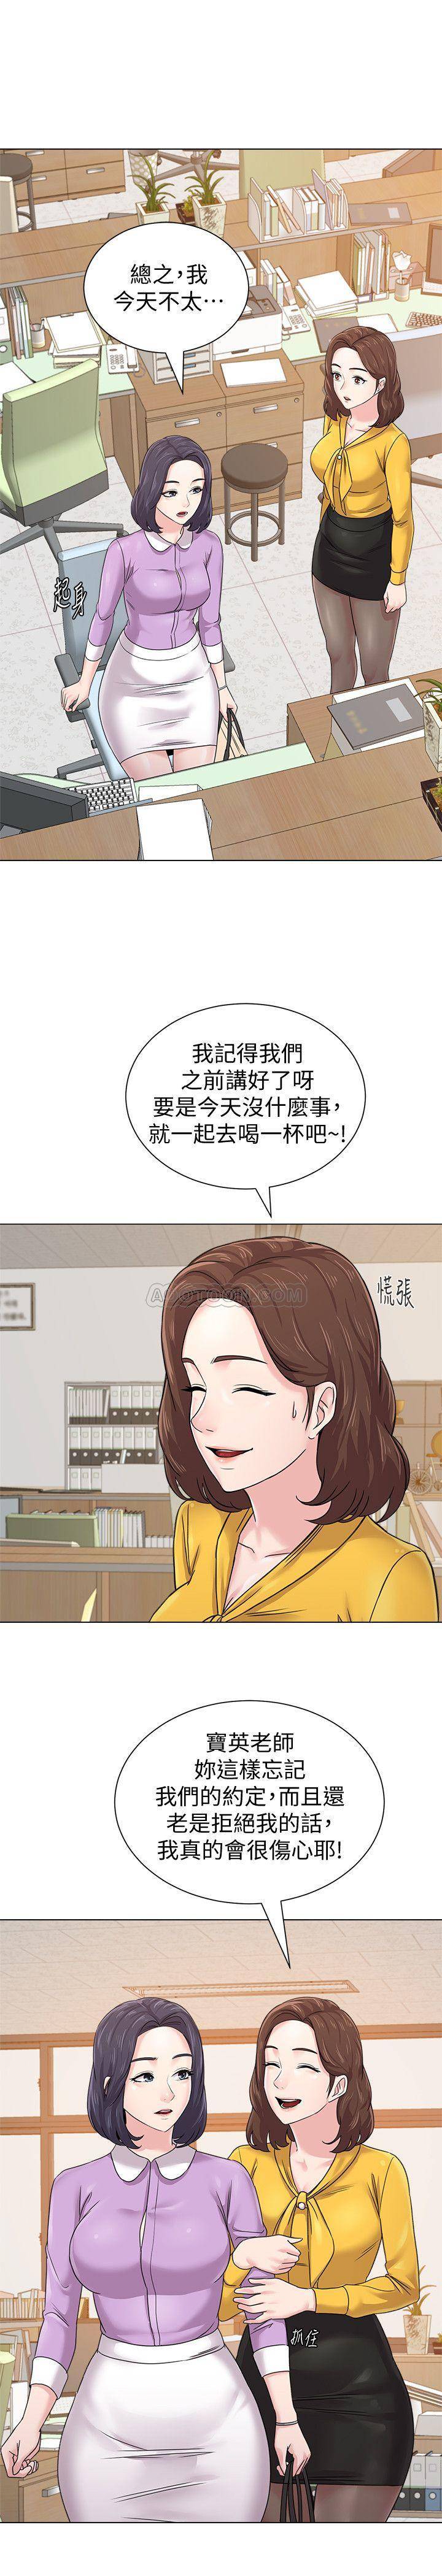 總之，我
今天不太…
起身
我記得我們
之前講好了呀
要是今天沒什麼事，
就一起去喝一杯吧~!
慌張
寶英老師
妳這樣忘記
我們的約定，而且還
老是拒絕我的話，
我真的會很傷心耶!
抓住